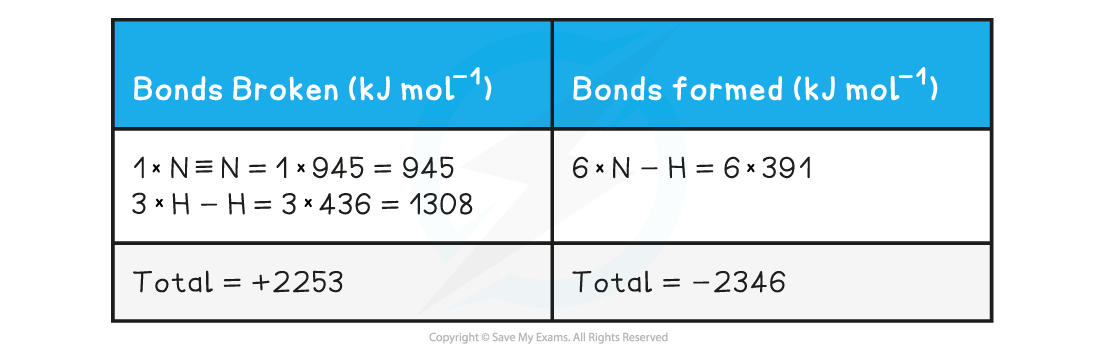 Bonds Broken (kJ mol⁻¹)
Bonds formed (kJ mol⁻¹)
1 × N ≡ N = 1 × 945 = 945
3 × H − H = 3 × 436 = 1308
6 × N − H = 6 × 391
Total = +2253
Total = −2346
Copyright © Save My Exams. All Rights Reserved